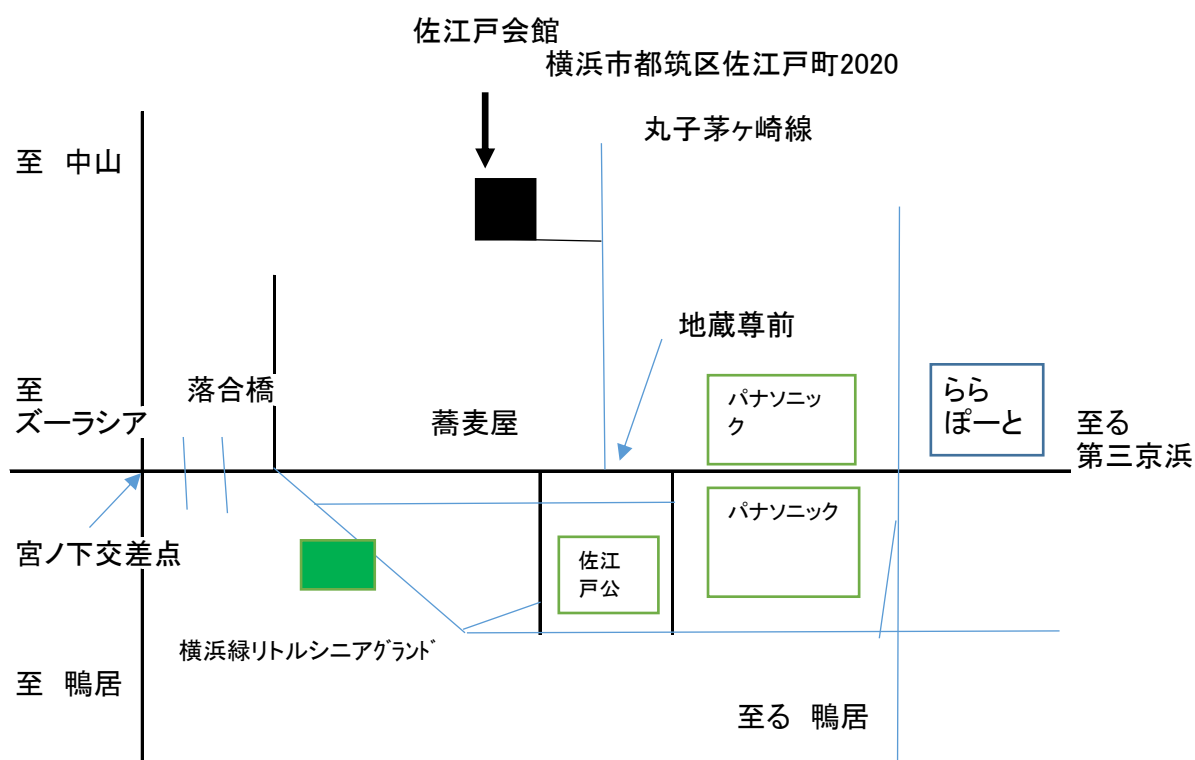 佐江戸会館
横浜市都筑区佐江戸町2020
丸子茅ヶ崎線
至 中山
地蔵尊前
至
ズーラシア
落合橋
蕎麦屋
パナソニッ
ク
らら
ぽーと
至る
第三京浜
宮ノ下交差点
パナソニック
佐江
戸公
横浜緑リトルシニアグランド
至 鴨居
至る 鴨居